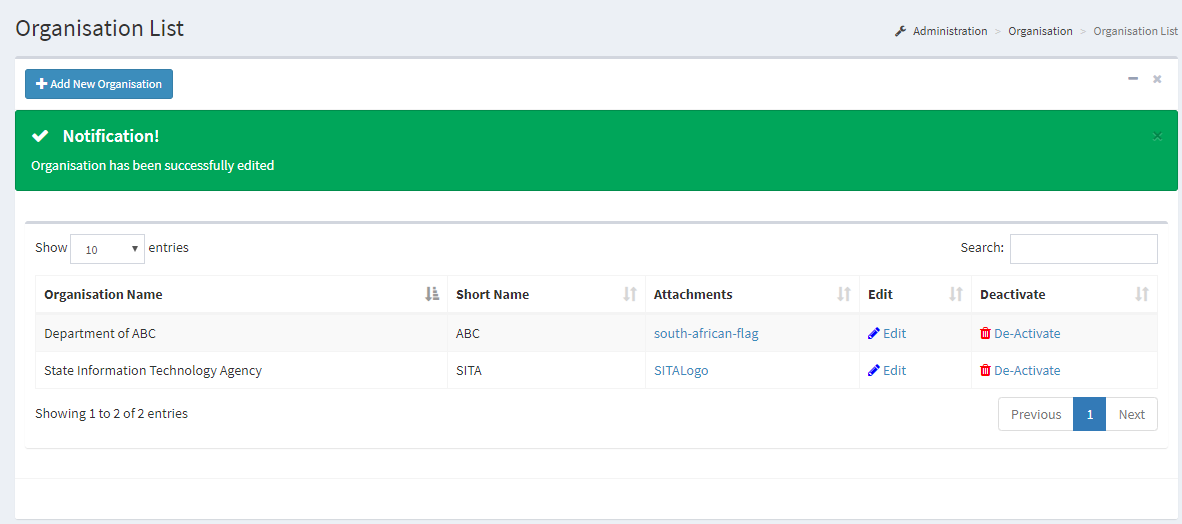 Organisation List
Administration > Organisation > Organisation List
Add New Organisation
Notification!
Organisation has been successfully edited
Show 10 entries
Search:
Organisation Name Short Name Attachments Edit Deactivate
Department of ABC ABC south-african-flag Edit De-Activate
State Information Technology Agency SITA SITALogo Edit De-Activate
Showing 1 to 2 of 2 entries
Previous 1 Next